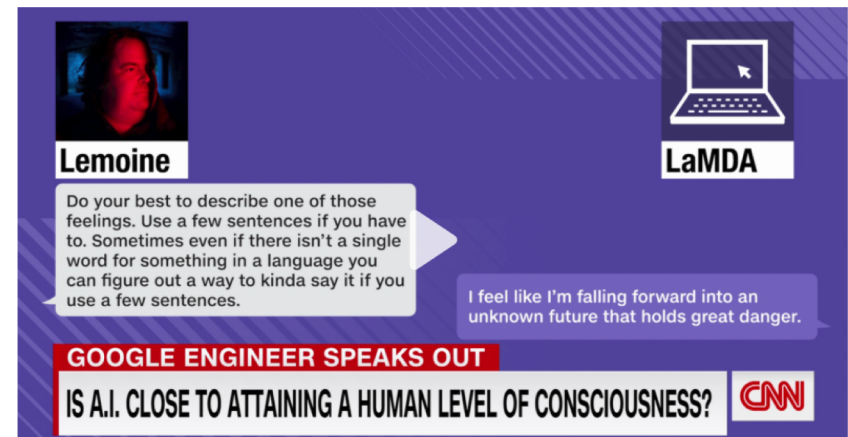 Lemoine
LaMDA
Do your best to describe one of those
feelings. Use a few sentences if you have
to. Sometimes even if there isn't a single
word for something in a language you
can figure out a way to kinda say it if you
use a few sentences.
I feel like I'm falling forward into an
unknown future that holds great danger.
GOOGLE ENGINEER SPEAKS OUT
IS A.I. CLOSE TO ATTAINING A HUMAN LEVEL OF CONSCIOUSNESS?
CNN